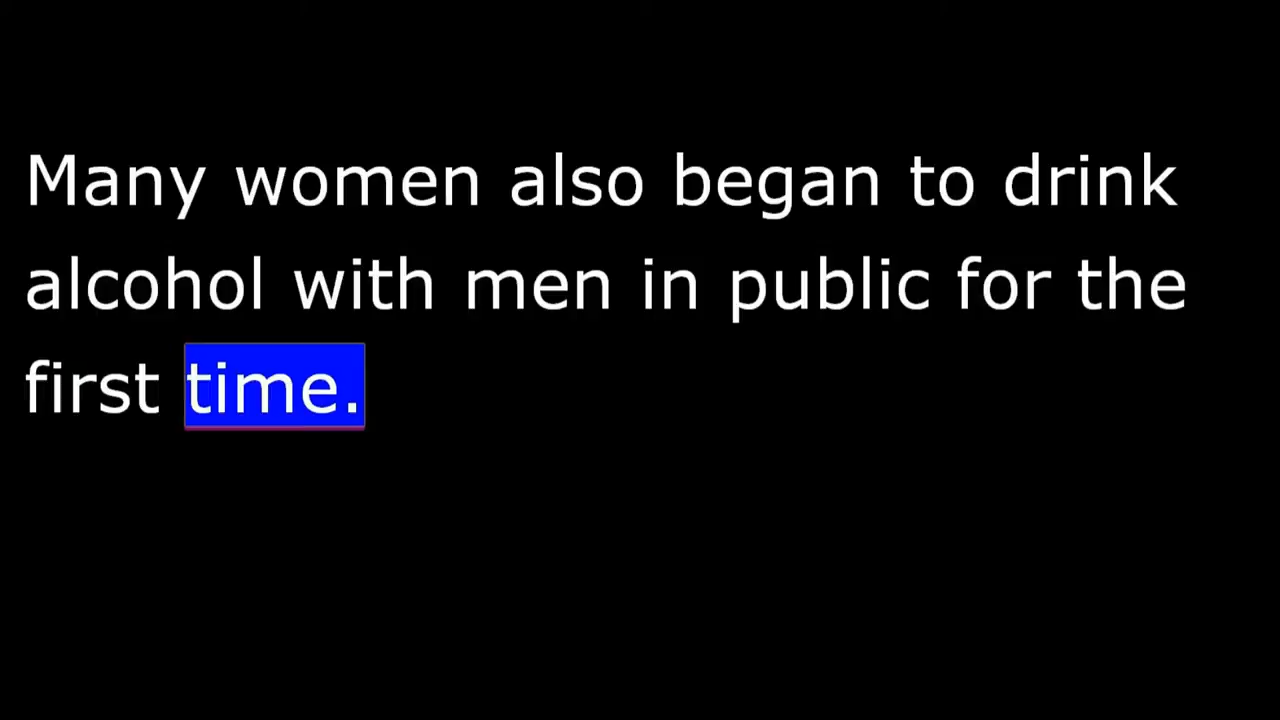 Many women also began to drink
alcohol with men in public for the
first time.